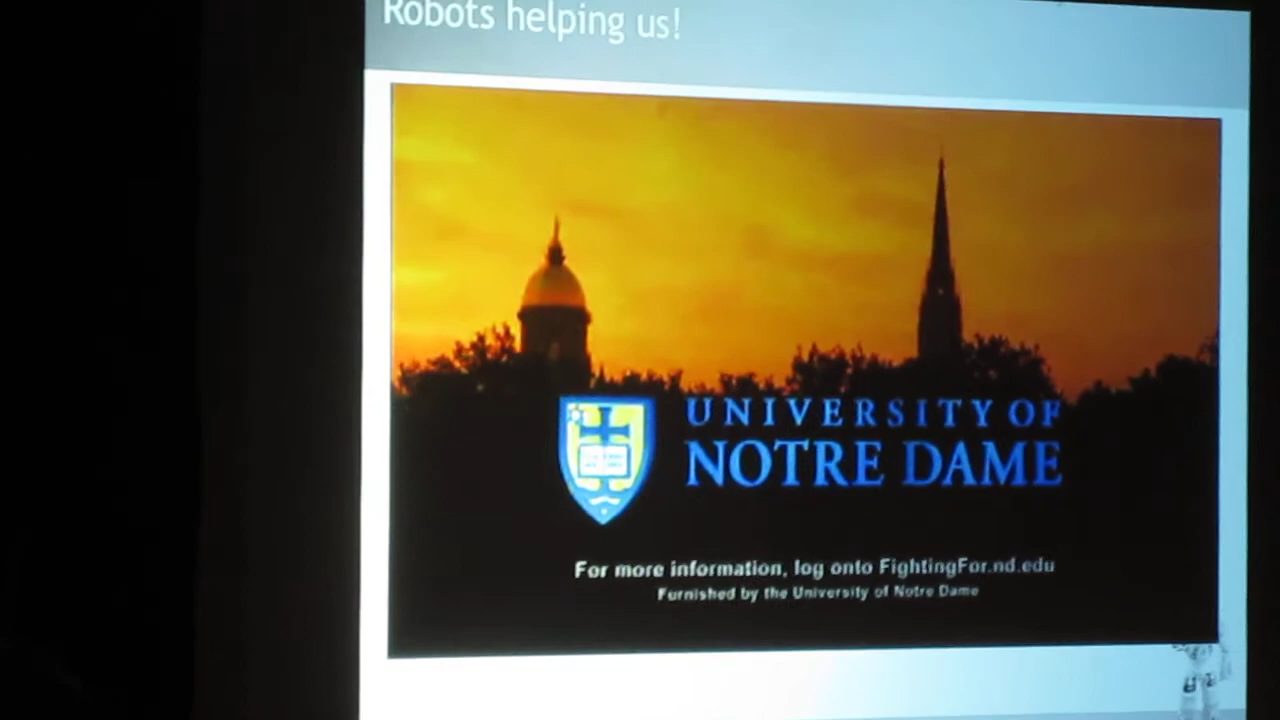 Robots helping us!
UNIVERSITY OF
NOTRE DAME
For more information, log onto FightingFor.nd.edu
Furnished by the University of Notre Dame